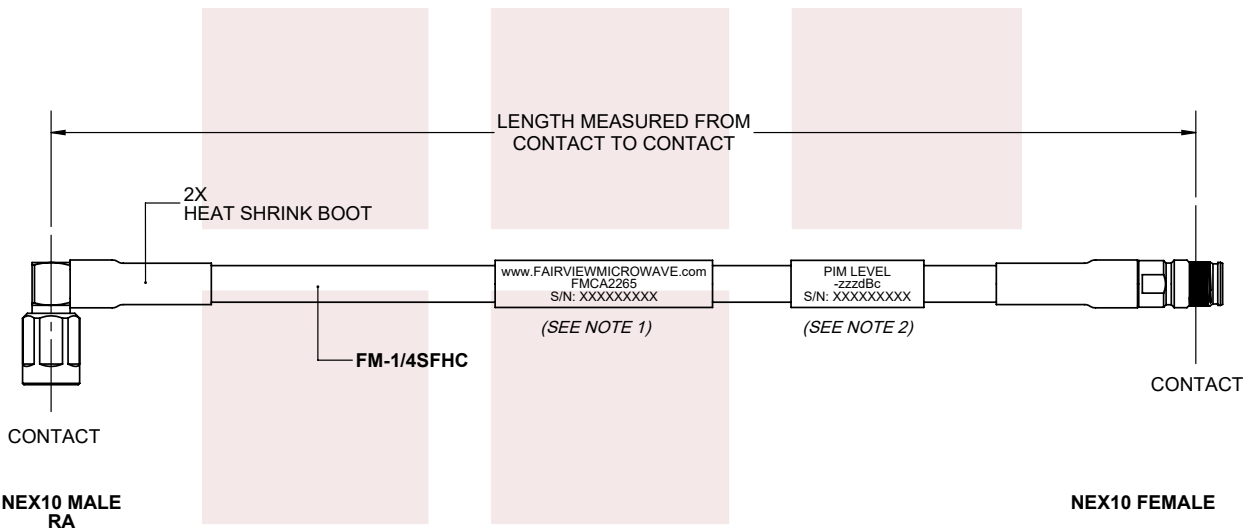 LENGTH MEASURED FROM
CONTACT TO CONTACT
2X
HEAT SHRINK BOOT
www.FAIRVIEWMICROWAVE.com
FMCA2265
S/N: XXXXXXXXX
PIM LEVEL
-zzzdBc
S/N: XXXXXXXXX
(SEE NOTE 1)
(SEE NOTE 2)
FM-1/4SFHC
CONTACT
CONTACT
NEX10 MALE
RA
NEX10 FEMALE